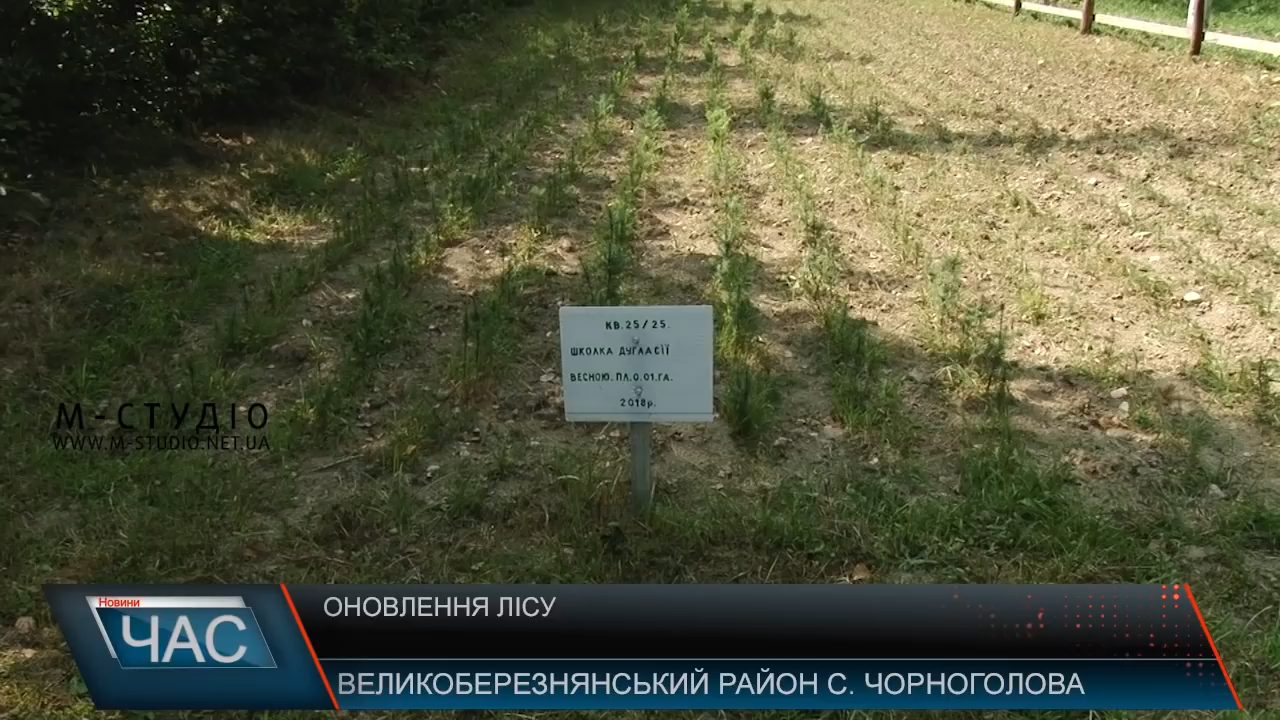 КВ.25/25.
ШКОЛКА ДУГЛАСІЇ
ВЕСНОЮ.ПЛ.0.01.ГА.
2018р.
М-СТУДІО
WWW.M-STUDIO.NET.UA
Новини
ЧАС
ОНОВЛЕННЯ ЛІСУ
ВЕЛИКОБЕРЕЗНЯНСЬКИЙ РАЙОН С. ЧОРНОГОЛОВА